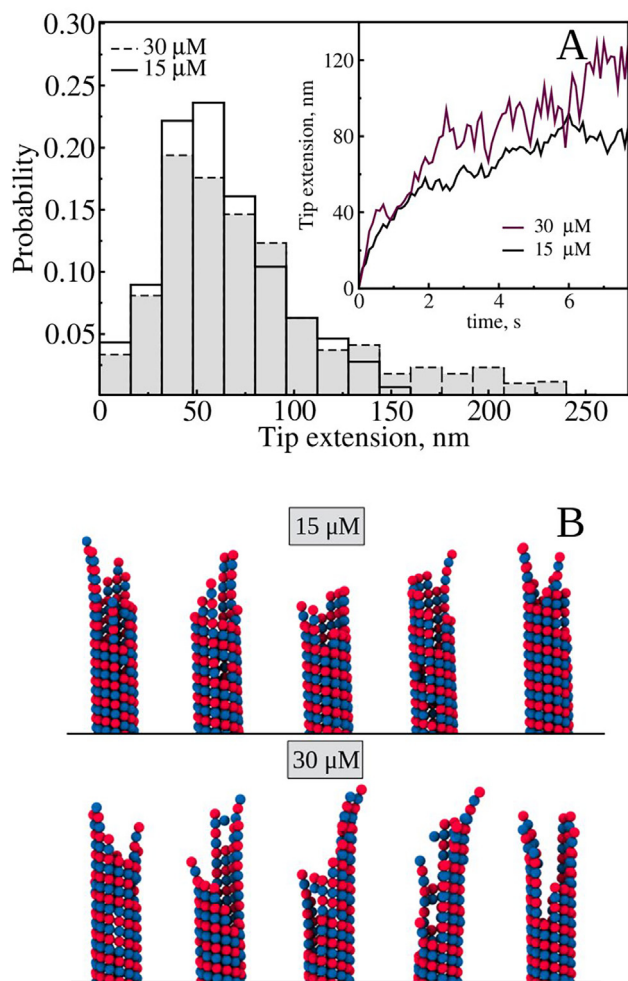 0.30
0.25
0.20
0.15
0.10
0.05
Probability
30 µM
15 µM
0 50 100 150 200 250
Tip extension, nm
A
120
80
40
0
Tip extension, nm
30 µM
15 µM
0 2 4 6
time, s
B
15 µM
30 µM